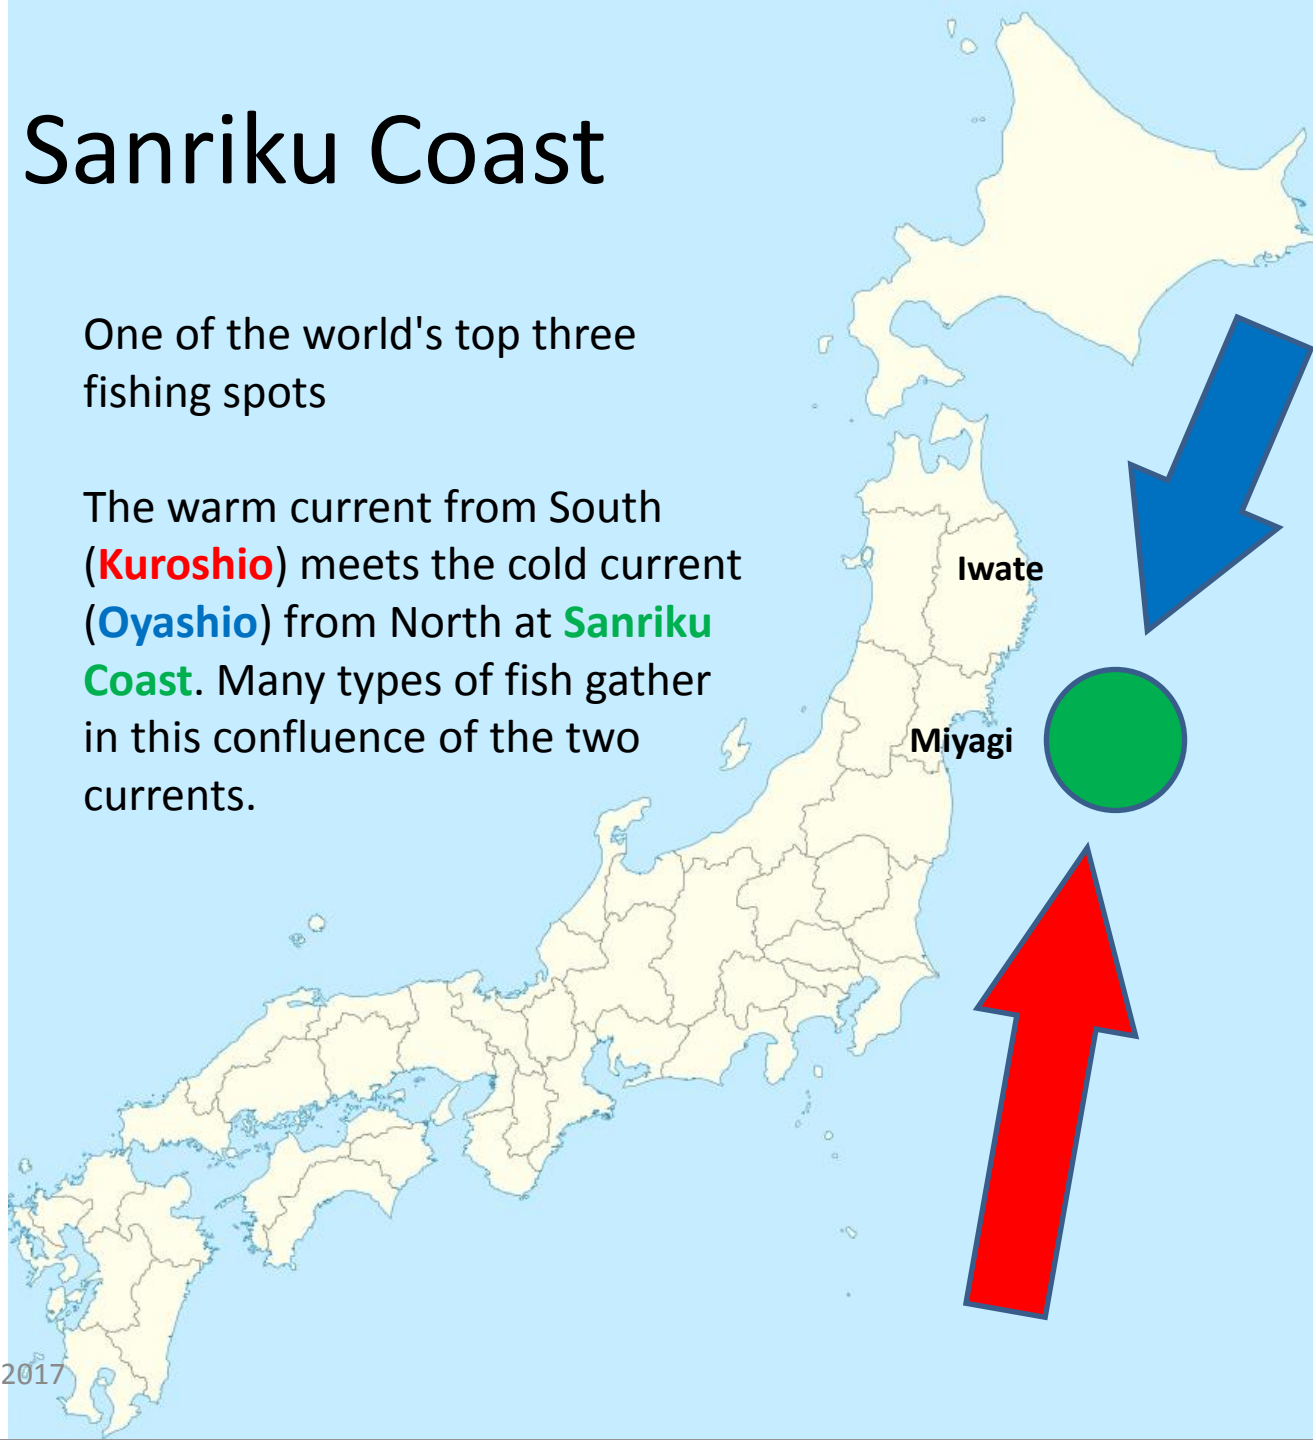 Sanriku Coast
One of the world's top three
fishing spots
The warm current from South
(Kuroshio) meets the cold current
(Oyashio) from North at Sanriku
Coast. Many types of fish gather
in this confluence of the two
currents.
Iwate
Miyagi
2017